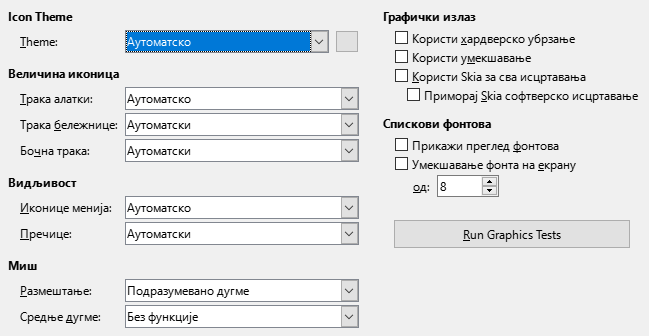 Icon Theme
Theme: Аутоматско
Величина иконица
Трака алатки: Аутоматско
Трака бележнице: Аутоматски
Бочна трака: Аутоматски
Видљивост
Иконице менија: Аутоматско
Пречице: Аутоматски
Миш
Размештање: Подразумевано дугме
Средње дугме: Без функције
Графички излаз
Користи хардверско убрзање
Користи умекшавање
Користи Skia за сва исцртавања
Приморај Skia софтверско исцртавање
Спискови фонтова
Прикажи преглед фонтова
Умекшавање фонта на екрану
од: 8
Run Graphics Tests